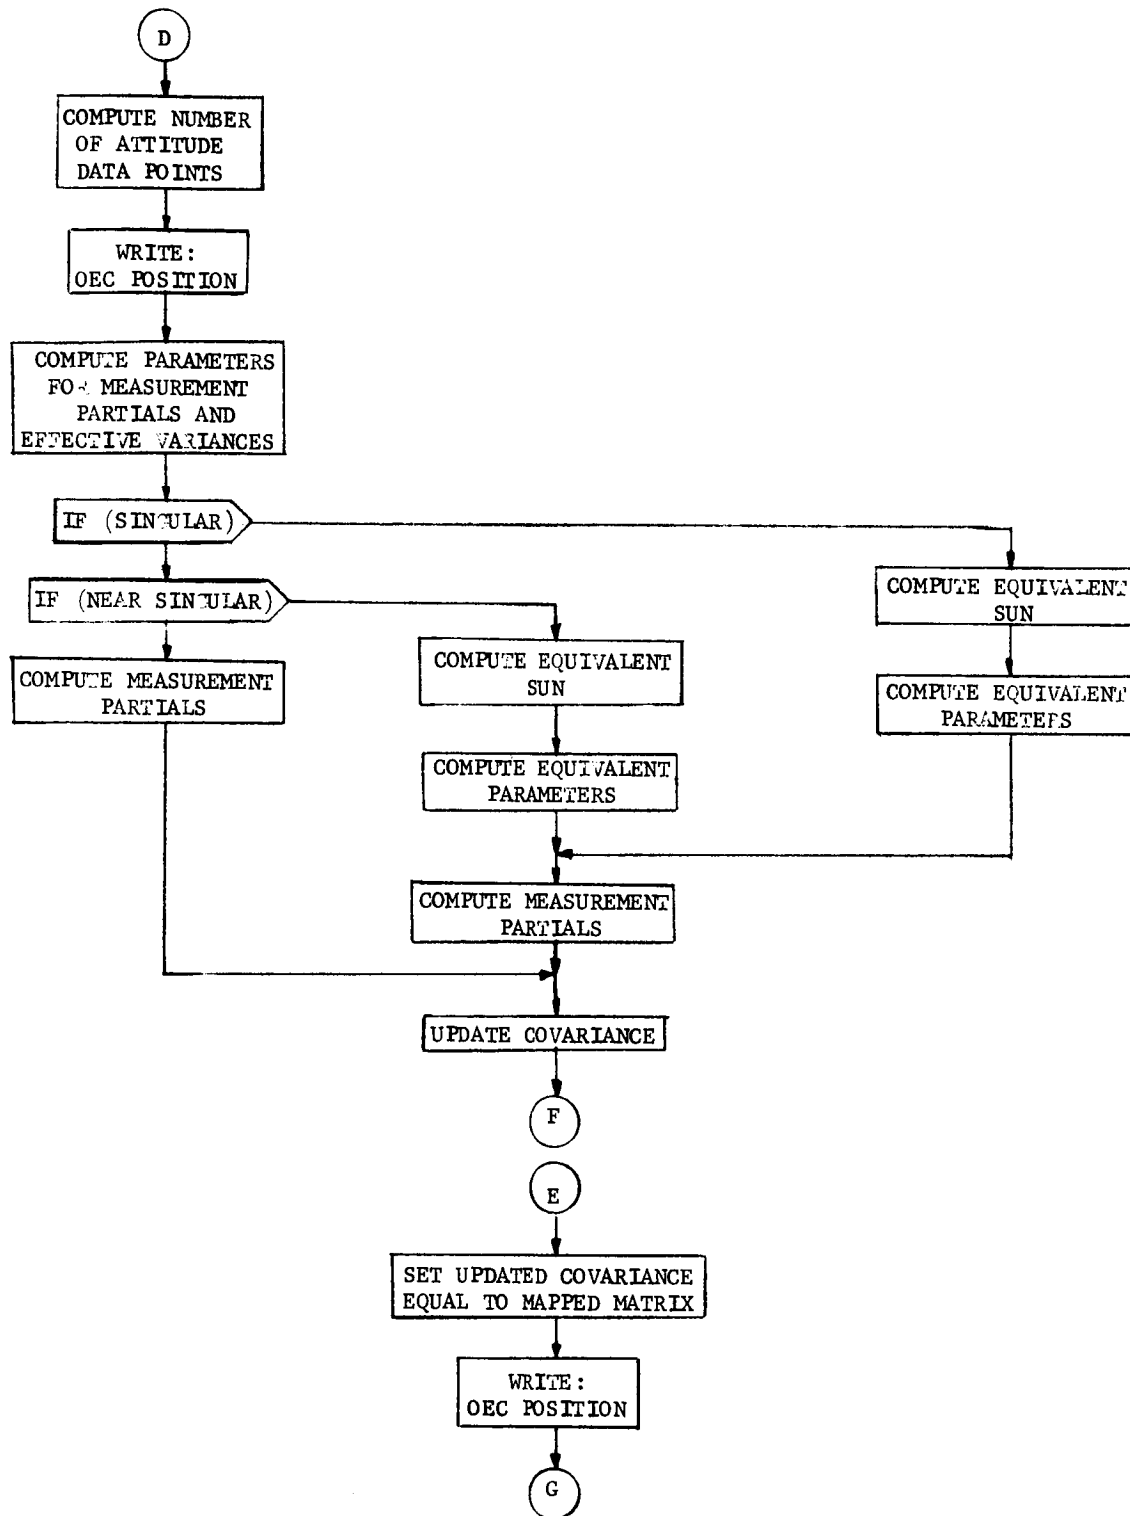 D
COMPUTE NUMBER
OF ATTITUDE
DATA POINTS
WRITE:
OEC POSITION
COMPUTE PARAMETERS
FOR MEASUREMENT
PARTIALS AND
EFFECTIVE VARIANCES
IF (SINGULAR)
IF (NEAR SINGULAR)
COMPUTE MEASUREMENT
PARTIALS
COMPUTE EQUIVALENT
SUN
COMPUTE EQUIVALENT
PARAMETERS
COMPUTE EQUIVALENT
SUN
COMPUTE EQUIVALENT
PARAMETERS
COMPUTE MEASUREMENT
PARTIALS
UPDATE COVARIANCE
F
E
SET UPDATED COVARIANCE
EQUAL TO MAPPED MATRIX
WRITE:
OEC POSITION
G